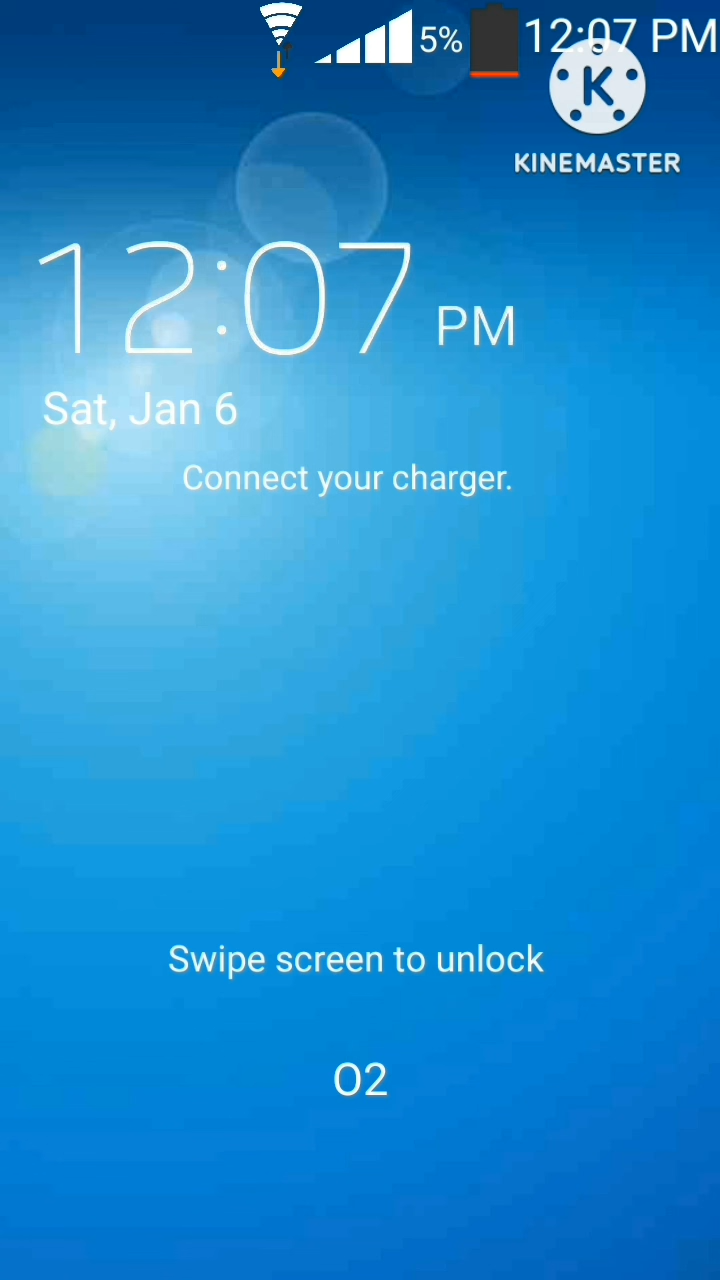 5% 12:07 PM
K
KINEMASTER
12:07 PM
Sat, Jan 6
Connect your charger.
Swipe screen to unlock
O2